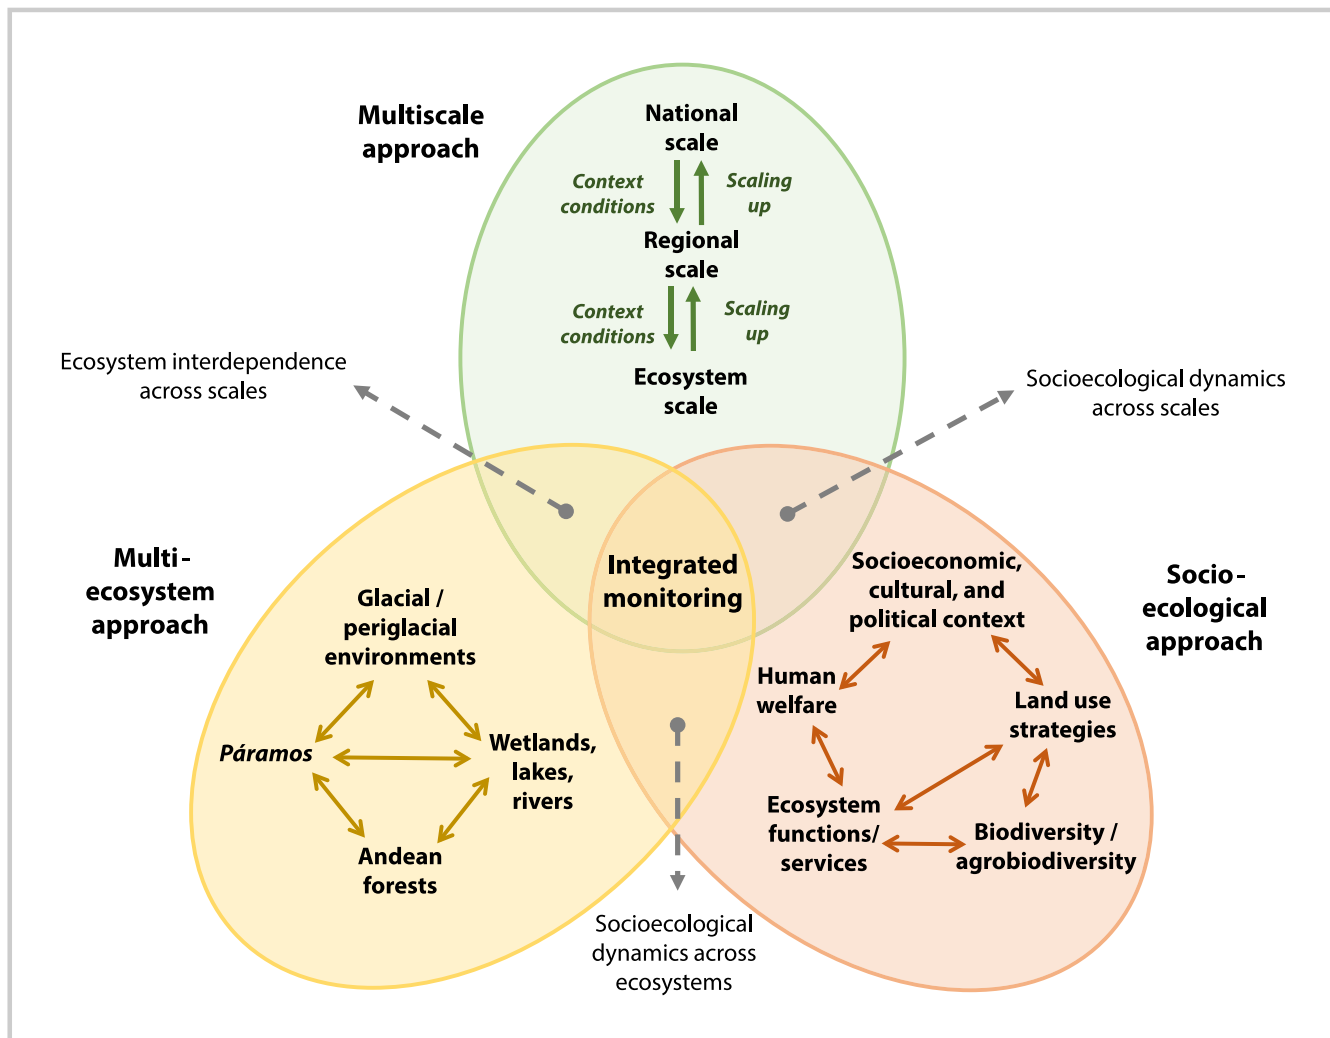 Multiscale
approach
National
scale
Context
conditions
Scaling
up
Regional
scale
Context
conditions
Scaling
up
Ecosystem
scale
Ecosystem interdependence
across scales
Socioecological dynamics
across scales
Multi-
ecosystem
approach
Integrated
monitoring
Socio-
ecological
approach
Glacial /
periglacial
environments
Páramos
Wetlands,
lakes,
rivers
Andean
forests
Socioeconomic,
cultural, and
political context
Human
welfare
Land use
strategies
Ecosystem
functions/
services
Biodiversity /
agrobiodiversity
Socioecological
dynamics across
ecosystems